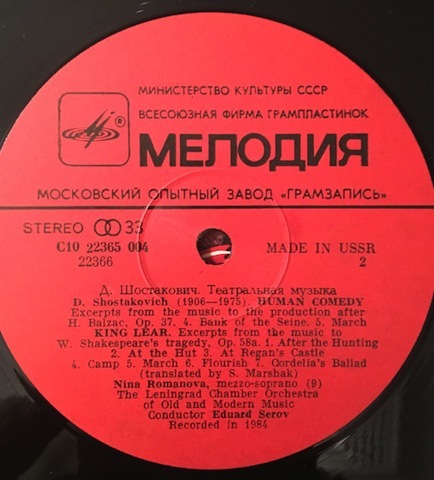 МИНИСТЕРСТВО КУЛЬТУРЫ СССР
ВСЕСОЮЗНАЯ ФИРМА ГРАМПЛАСТИНОК
®
МЕЛОДИЯ
МОСКОВСКИЙ ОПЫТНЫЙ ЗАВОД «ГРАМЗАПИСЬ»
STEREO 33
С10 22365 004 MADE IN USSR
22366 2
Д. Шостакович. Театральная музыка
D. Shostakovich (1906—1975). HUMAN COMEDY
Excerpts from the music to the production after
H. Balzac, Op. 37. 4. Bank of the Seine. 5. March
KING LEAR. Excerpts from the music to
W. Shakespeare's tragedy, Op. 58a. 1. After the Hunting
2. At the Hut 3. At Regan's Castle
4. Camp 5. March 6. Flourish 7. Cordelia's Ballad
(translated by S. Marshak)
Nina Romanova, mezzo-soprano (9)
The Leningrad Chamber Orchestra
of Old and Modern Music
Conductor Eduard Serov
Recorded in 1984